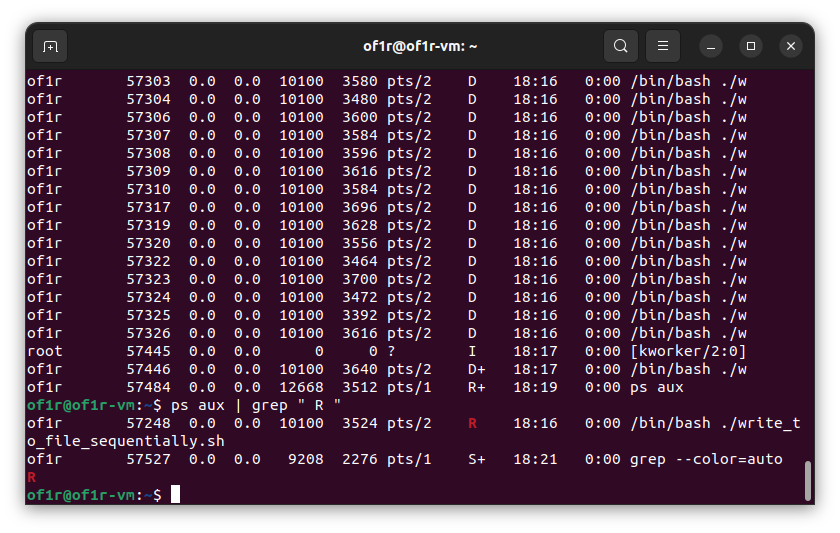 of1r@of1r-vm: ~
of1r       57303  0.0  0.0  10100  3580 pts/2    D    18:16   0:00 /bin/bash ./w
of1r       57304  0.0  0.0  10100  3480 pts/2    D    18:16   0:00 /bin/bash ./w
of1r       57306  0.0  0.0  10100  3600 pts/2    D    18:16   0:00 /bin/bash ./w
of1r       57307  0.0  0.0  10100  3584 pts/2    D    18:16   0:00 /bin/bash ./w
of1r       57308  0.0  0.0  10100  3596 pts/2    D    18:16   0:00 /bin/bash ./w
of1r       57309  0.0  0.0  10100  3616 pts/2    D    18:16   0:00 /bin/bash ./w
of1r       57310  0.0  0.0  10100  3584 pts/2    D    18:16   0:00 /bin/bash ./w
of1r       57317  0.0  0.0  10100  3696 pts/2    D    18:16   0:00 /bin/bash ./w
of1r       57319  0.0  0.0  10100  3628 pts/2    D    18:16   0:00 /bin/bash ./w
of1r       57320  0.0  0.0  10100  3556 pts/2    D    18:16   0:00 /bin/bash ./w
of1r       57322  0.0  0.0  10100  3464 pts/2    D    18:16   0:00 /bin/bash ./w
of1r       57323  0.0  0.0  10100  3700 pts/2    D    18:16   0:00 /bin/bash ./w
of1r       57324  0.0  0.0  10100  3472 pts/2    D    18:16   0:00 /bin/bash ./w
of1r       57325  0.0  0.0  10100  3392 pts/2    D    18:16   0:00 /bin/bash ./w
of1r       57326  0.0  0.0  10100  3616 pts/2    D    18:16   0:00 /bin/bash ./w
root       57445  0.0  0.0      0     0 ?        I    18:17   0:00 [kworker/2:0]
of1r       57446  0.0  0.0  10100  3640 pts/2    D+   18:17   0:00 /bin/bash ./w
of1r       57484  0.0  0.0  12668  3512 pts/1    R+   18:19   0:00 ps aux
of1r@of1r-vm:~$ ps aux | grep " R "
of1r       57248  0.0  0.0  10100  3524 pts/2    R    18:16   0:00 /bin/bash ./write_t
o_file_sequentially.sh
of1r       57527  0.0  0.0   9208  2276 pts/1    S+   18:21   0:00 grep --color=auto
R
of1r@of1r-vm:~$